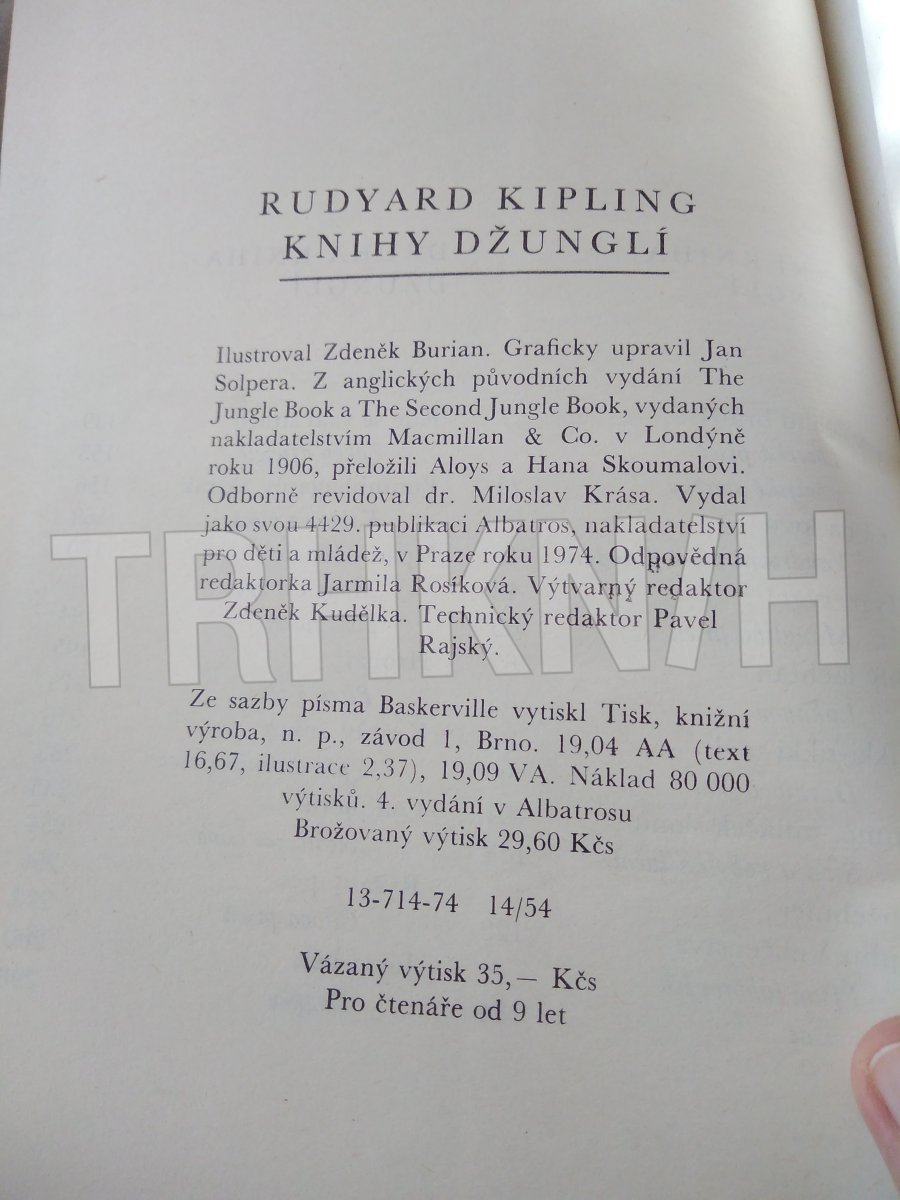 RUDYARD KIPLING
KNIHY DŽUNGLÍ
Ilustroval Zdeněk Burian. Graficky upravil Jan
Solpera. Z anglických původních vydání The
Jungle Book a The Second Jungle Book, vydaných
nakladatelstvím Macmillan & Co. v Londýně
roku 1906, přeložili Aloys a Hana Skoumalovi.
Odborně revidoval dr. Miloslav Krása. Vydal
jako svou 4429. publikaci Albatros, nakladatelství
pro děti a mládež, v Praze roku 1974. Odpovědná
redaktorka Jarmila Rosíková. Výtvarný redaktor
Zdeněk Kudělka. Technický redaktor Pavel
Rajský.
TRHKNIH
Ze sazby písma Baskerville vytiskl Tisk, knižní
výroba, n. p., závod 1, Brno. 19,04 AA (text
16,67, ilustrace 2,37), 19,09 VA. Náklad 80 000
výtisků. 4. vydání v Albatrosu
Brožovaný výtisk 29,60 Kčs
13-714-74 14/54
Vázaný výtisk 35,— Kčs
Pro čtenáře od 9 let